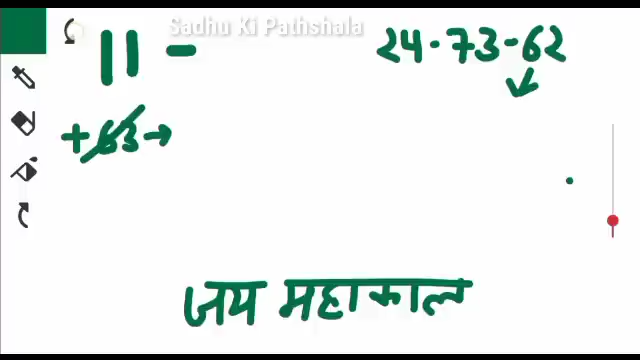 Sadhu Ki Pathshala
11 - 24-73-62
+ 63 →
जय महाकाल